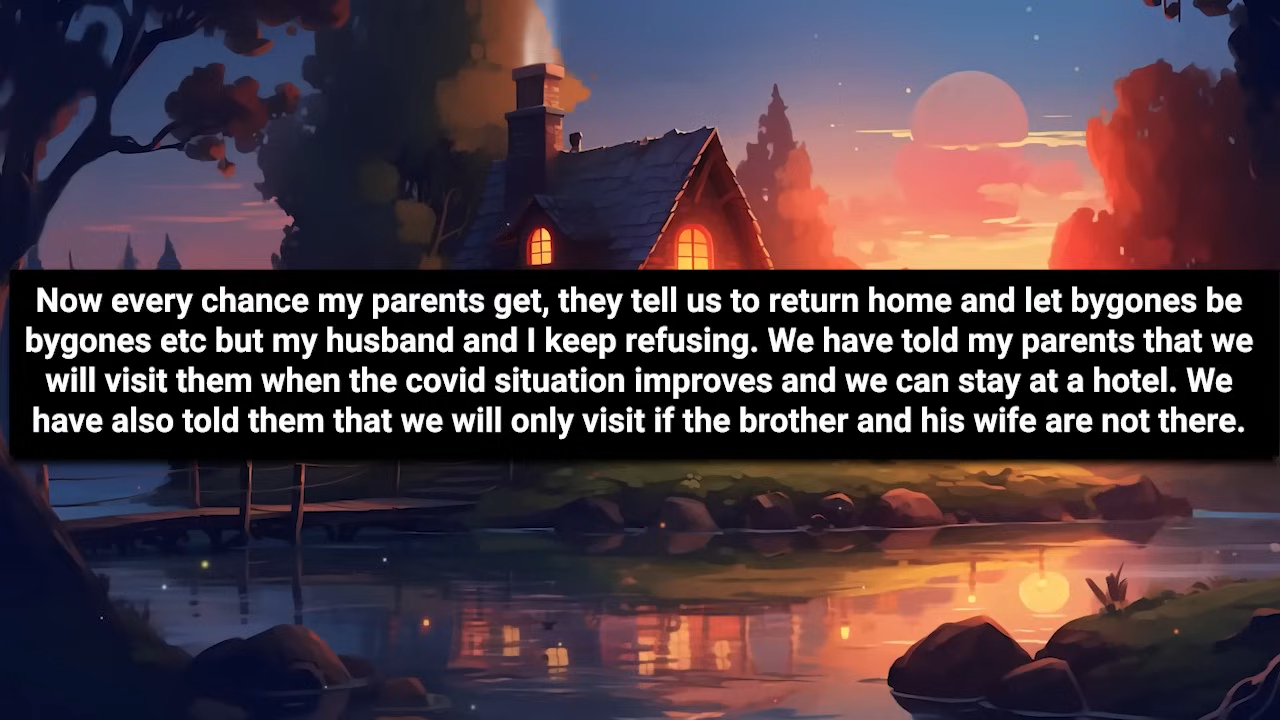 Now every chance my parents get, they tell us to return home and let bygones be
bygones etc but my husband and I keep refusing. We have told my parents that we
will visit them when the covid situation improves and we can stay at a hotel. We
have also told them that we will only visit if the brother and his wife are not there.